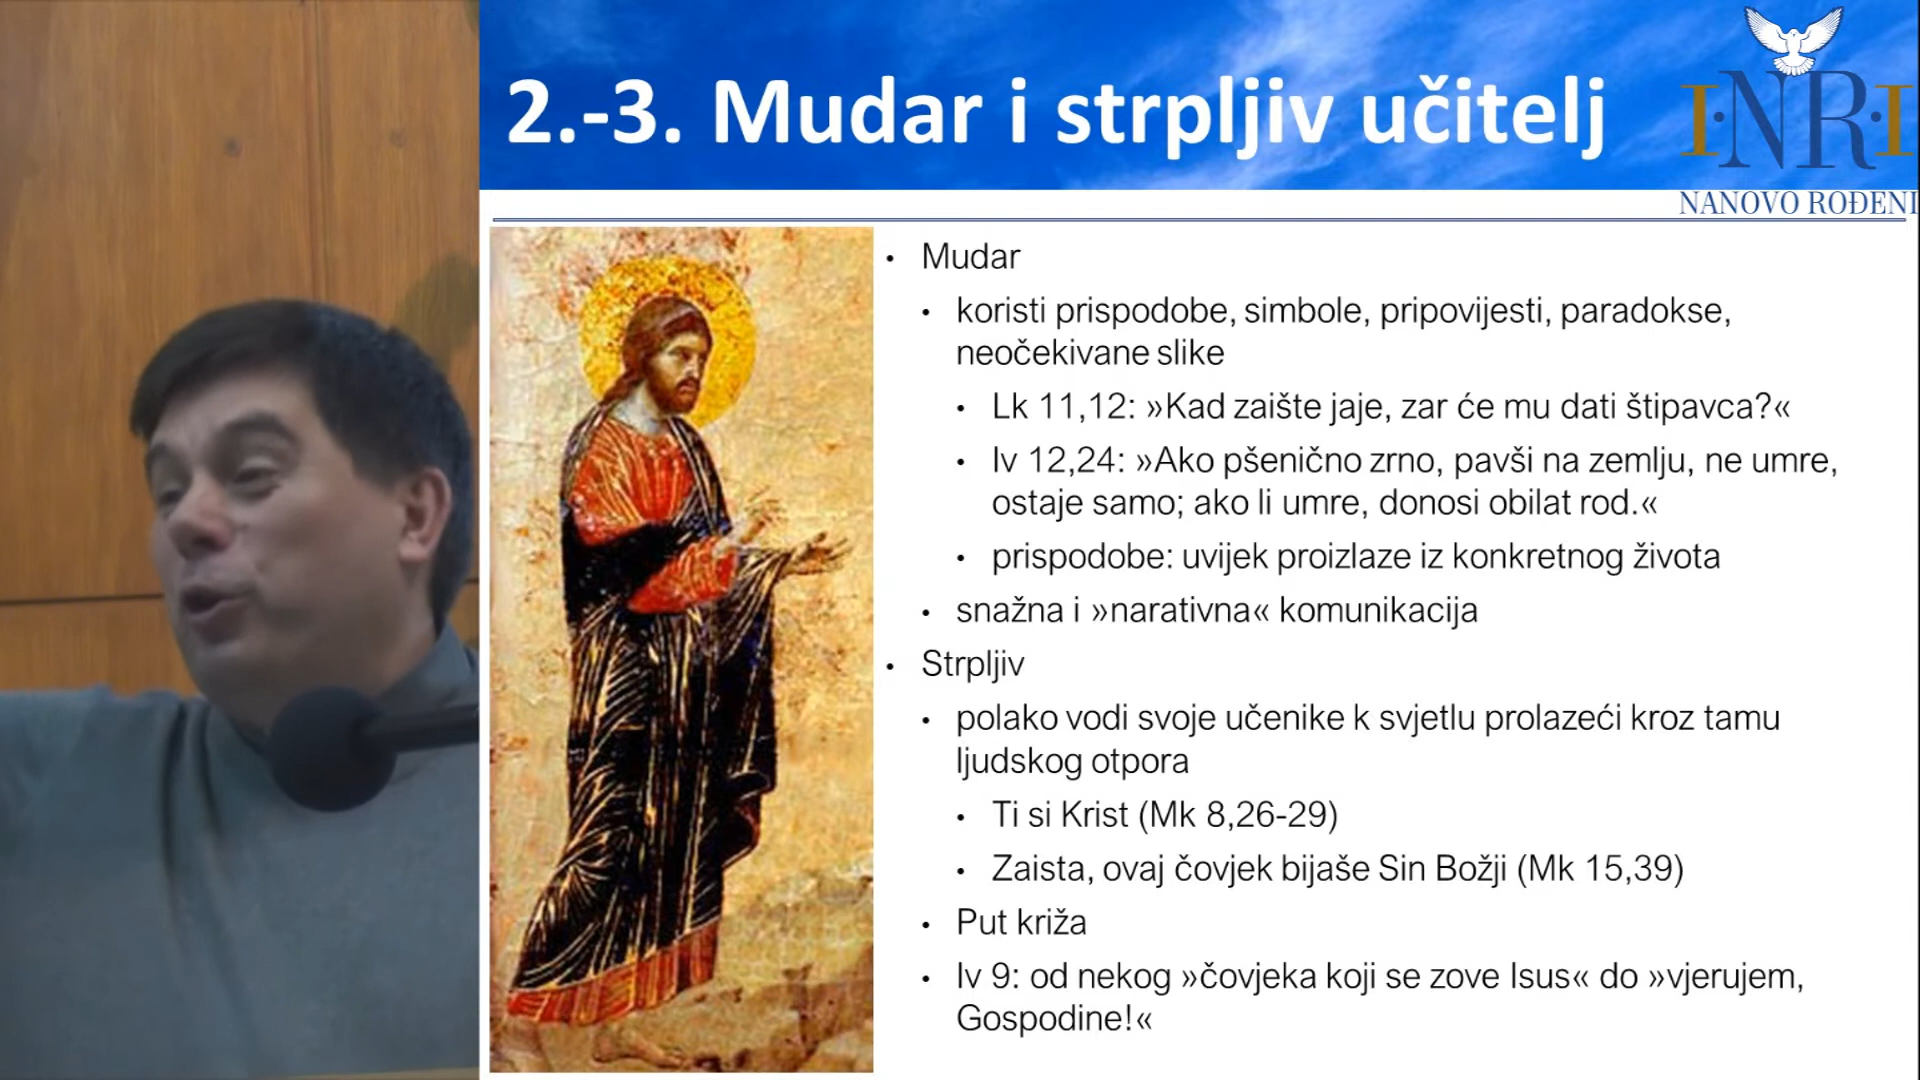 2.-3. Mudar i strpljiv učitelj
I·NR·I
NANOVO ROĐENI
• Mudar
• koristi prispodobe, simbole, pripovijesti, paradokse,
neočekivane slike
• Lk 11,12: »Kad zaište jaje, zar će mu dati štipavca?«
• Iv 12,24: »Ako pšenično zrno, pavši na zemlju, ne umre,
ostaje samo; ako li umre, donosi obilat rod.«
• prispodobe: uvijek proizlaze iz konkretnog života
• snažna i »narativna« komunikacija
• Strpljiv
• polako vodi svoje učenike k svjetlu prolazeći kroz tamu
ljudskog otpora
• Ti si Krist (Mk 8,26-29)
• Zaista, ovaj čovjek bijaše Sin Božji (Mk 15,39)
• Put križa
• Iv 9: od nekog »čovjeka koji se zove Isus« do »vjerujem,
Gospodine!«